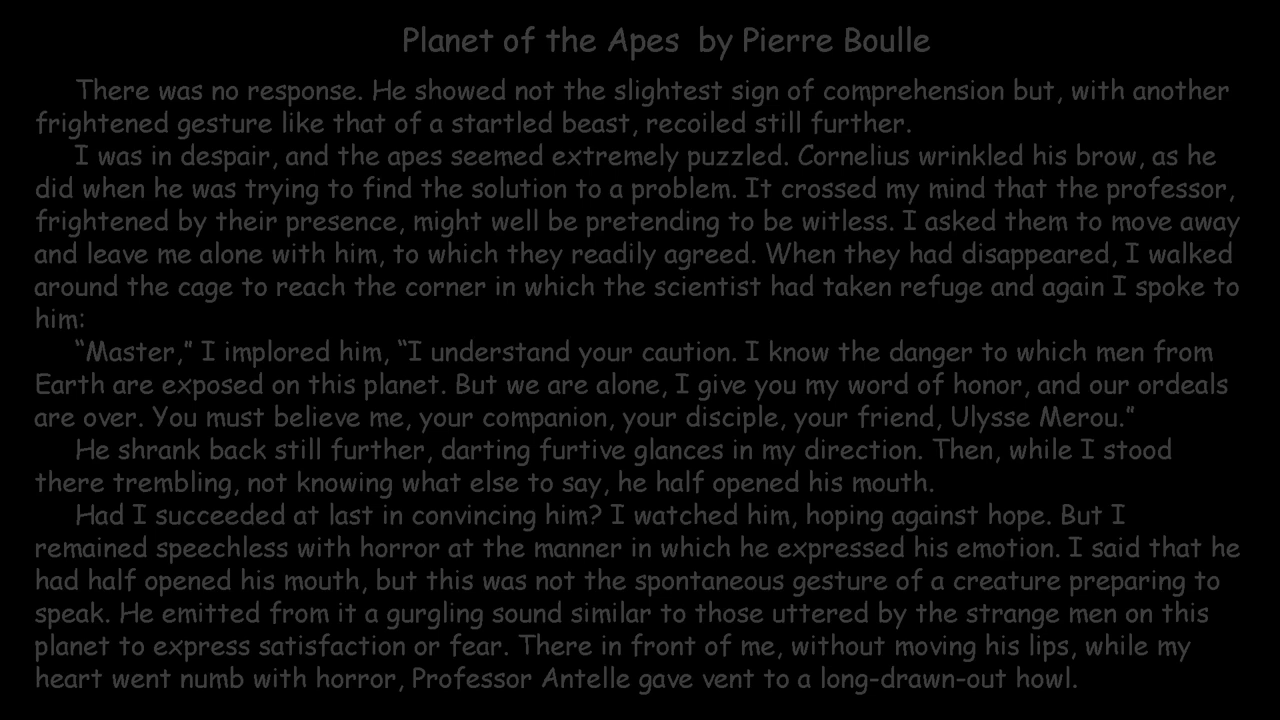 Planet of the Apes  by Pierre Boulle
There was no response. He showed not the slightest sign of comprehension but, with another
frightened gesture like that of a startled beast, recoiled still further.
I was in despair, and the apes seemed extremely puzzled. Cornelius wrinkled his brow, as he
did when he was trying to find the solution to a problem. It crossed my mind that the professor,
frightened by their presence, might well be pretending to be witless. I asked them to move away
and leave me alone with him, to which they readily agreed. When they had disappeared, I walked
around the cage to reach the corner in which the scientist had taken refuge and again I spoke to
him:
“Master,” I implored him, “I understand your caution. I know the danger to which men from
Earth are exposed on this planet. But we are alone, I give you my word of honor, and our ordeals
are over. You must believe me, your companion, your disciple, your friend, Ulysse Merou.”
He shrank back still further, darting furtive glances in my direction. Then, while I stood
there trembling, not knowing what else to say, he half opened his mouth.
Had I succeeded at last in convincing him? I watched him, hoping against hope. But I
remained speechless with horror at the manner in which he expressed his emotion. I said that he
had half opened his mouth, but this was not the spontaneous gesture of a creature preparing to
speak. He emitted from it a gurgling sound similar to those uttered by the strange men on this
planet to express satisfaction or fear. There in front of me, without moving his lips, while my
heart went numb with horror, Professor Antelle gave vent to a long-drawn-out howl.